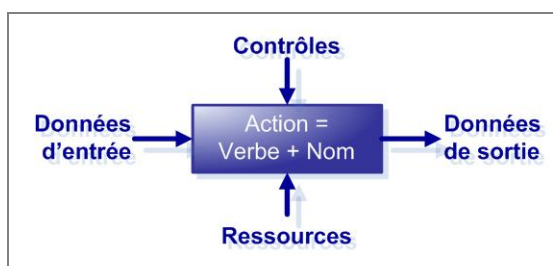 Contrôles
Données
d'entrée
Action =
Verbe + Nom
Données
de sortie
Ressources